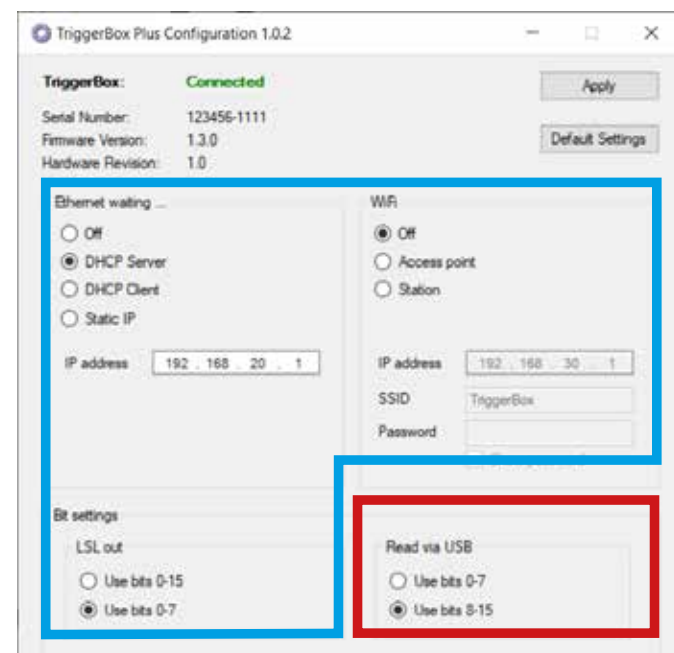 TriggerBox Plus Configuration 1.0.2
TriggerBox: Connected
Apply
Serial Number: 123456-1111
Firmware Version: 1.3.0
Default Settings
Hardware Revision: 1.0
Ethernet waiting ...
Off
DHCP Server
DHCP Client
Static IP
IP address 192 . 168 . 20 . 1
WiFi
Off
Access point
Station
IP address 192 . 168 . 30 . 1
SSID TriggerBox
Password
Bit settings
LSL out
Use bits 0-15
Use bits 0-7
Read via USB
Use bits 0-7
Use bits 8-15